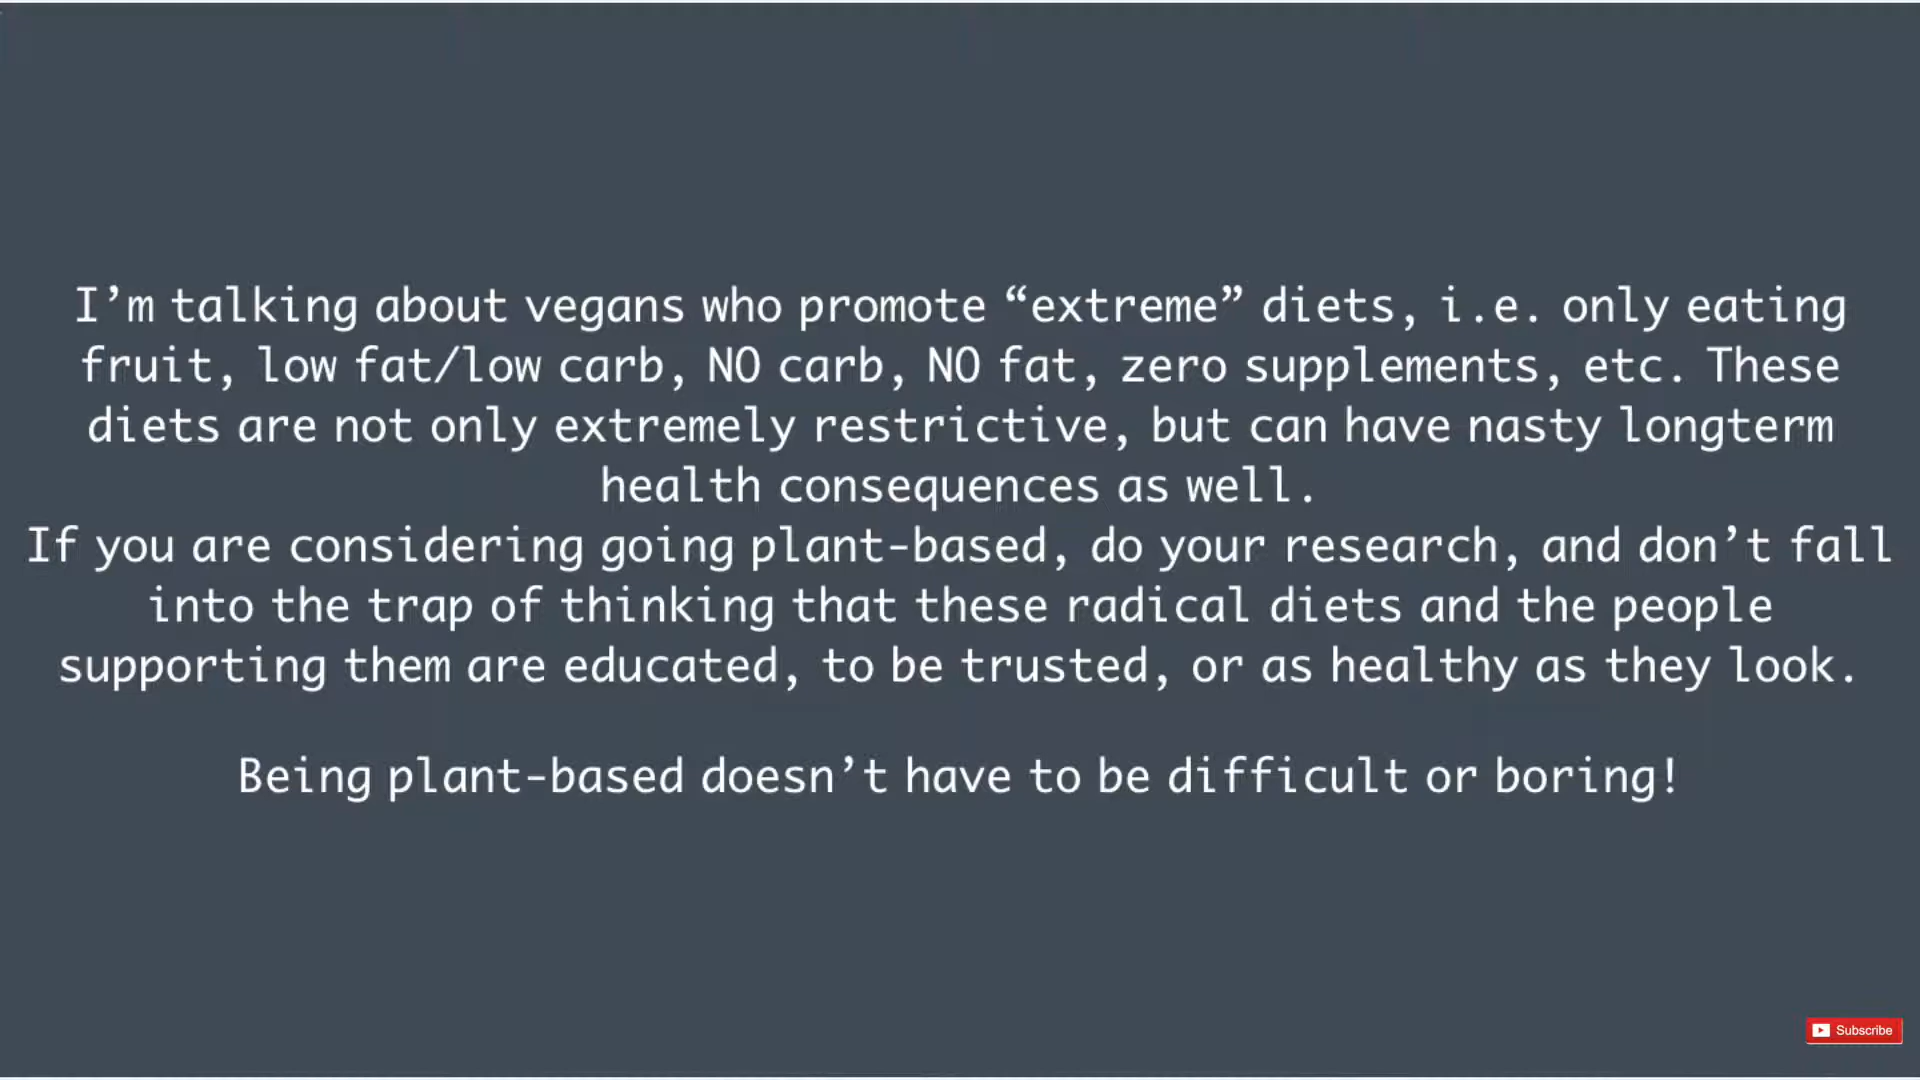 I’m talking about vegans who promote “extreme” diets, i.e. only eating
fruit, low fat/low carb, NO carb, NO fat, zero supplements, etc. These
diets are not only extremely restrictive, but can have nasty longterm
health consequences as well.
If you are considering going plant-based, do your research, and don’t fall
into the trap of thinking that these radical diets and the people
supporting them are educated, to be trusted, or as healthy as they look.
Being plant-based doesn’t have to be difficult or boring!
Subscribe